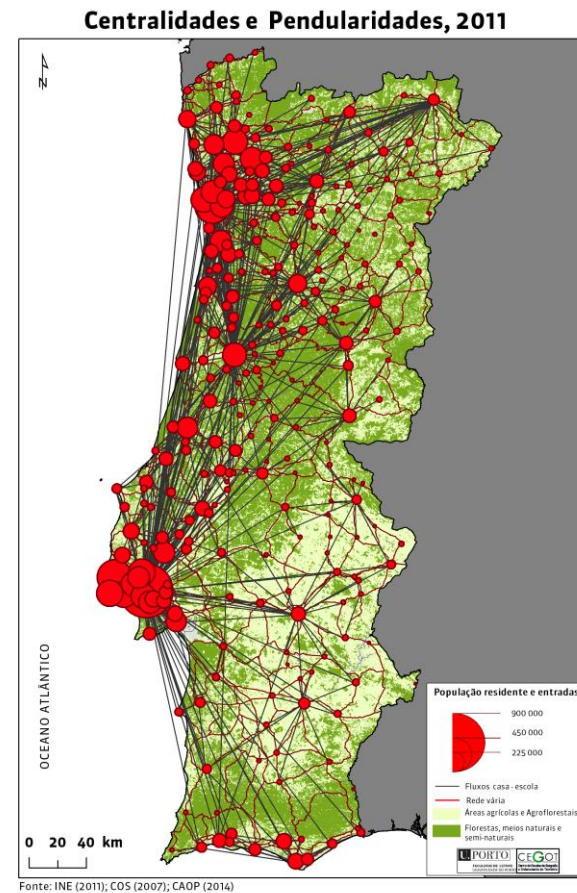 Centralidades e Pendularidades, 2011
N
OCEANO ATLÂNTICO
População residente e entradas
900 000
450 000
225 000
Fluxos casa-escola
Rede vária
Áreas agrícolas e Agroflorestais
Florestas, meios naturais e
semi-naturais
0 20 40 km
U. PORTO
CEGOT
Fonte: INE (2011); COS (2007); CAOP (2014)